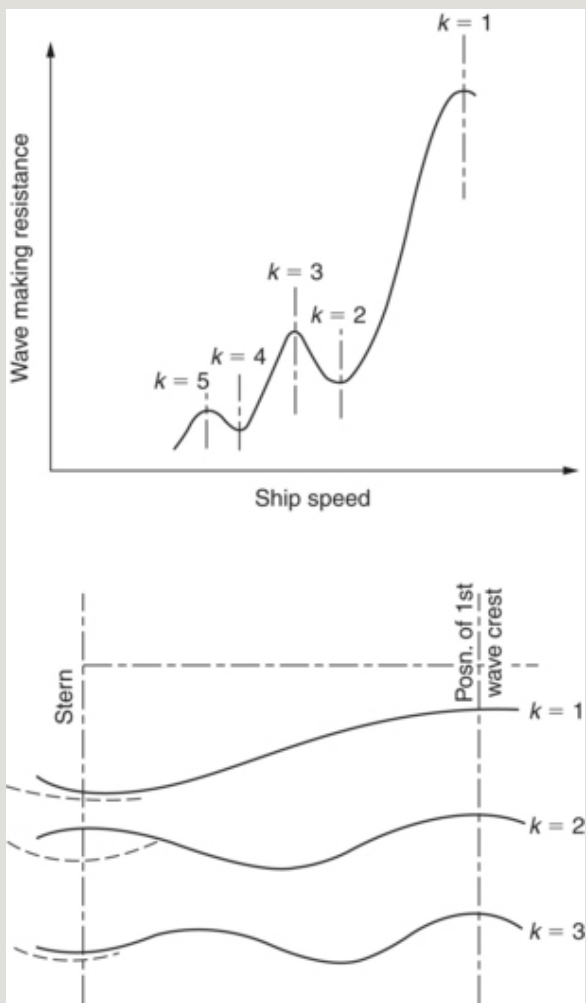 k = 1
Wave making resistance
k = 3
k = 2
k = 4
k = 5
Ship speed
Stern
Posn. of 1st
wave crest
k = 1
k = 2
k = 3